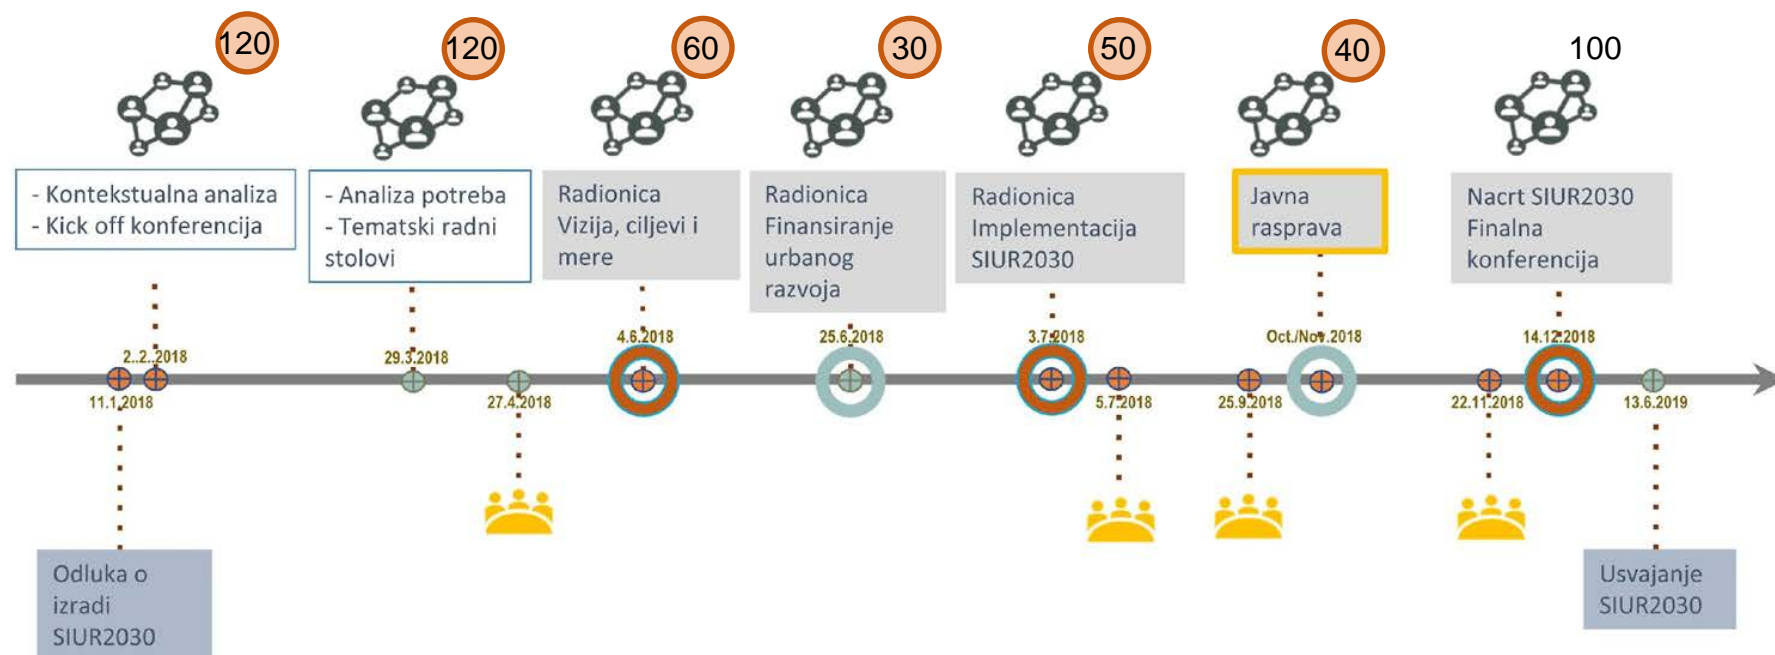 120
120
60
30
50
40
100
- Kontekstualna analiza
- Kick off konferencija
- Analiza potreba
- Tematski radni
stolovi
Radionica
Vizija, ciljevi i
mere
Radionica
Finansiranje
urbanog
razvoja
Radionica
Implementacija
SIUR2030
Javna
rasprava
Nacrt SIUR2030
Finalna
konferencija
2..2..2018
29.3.2018
4.6.2018
25.6.2018
3.7.2018
Oct./Nov.2018
14.12.2018
11.1.2018
27.4.2018
5.7.2018
25.9.2018
22.11.2018
13.6.2019
Odluka o
izradi
SIUR2030
Usvajanje
SIUR2030